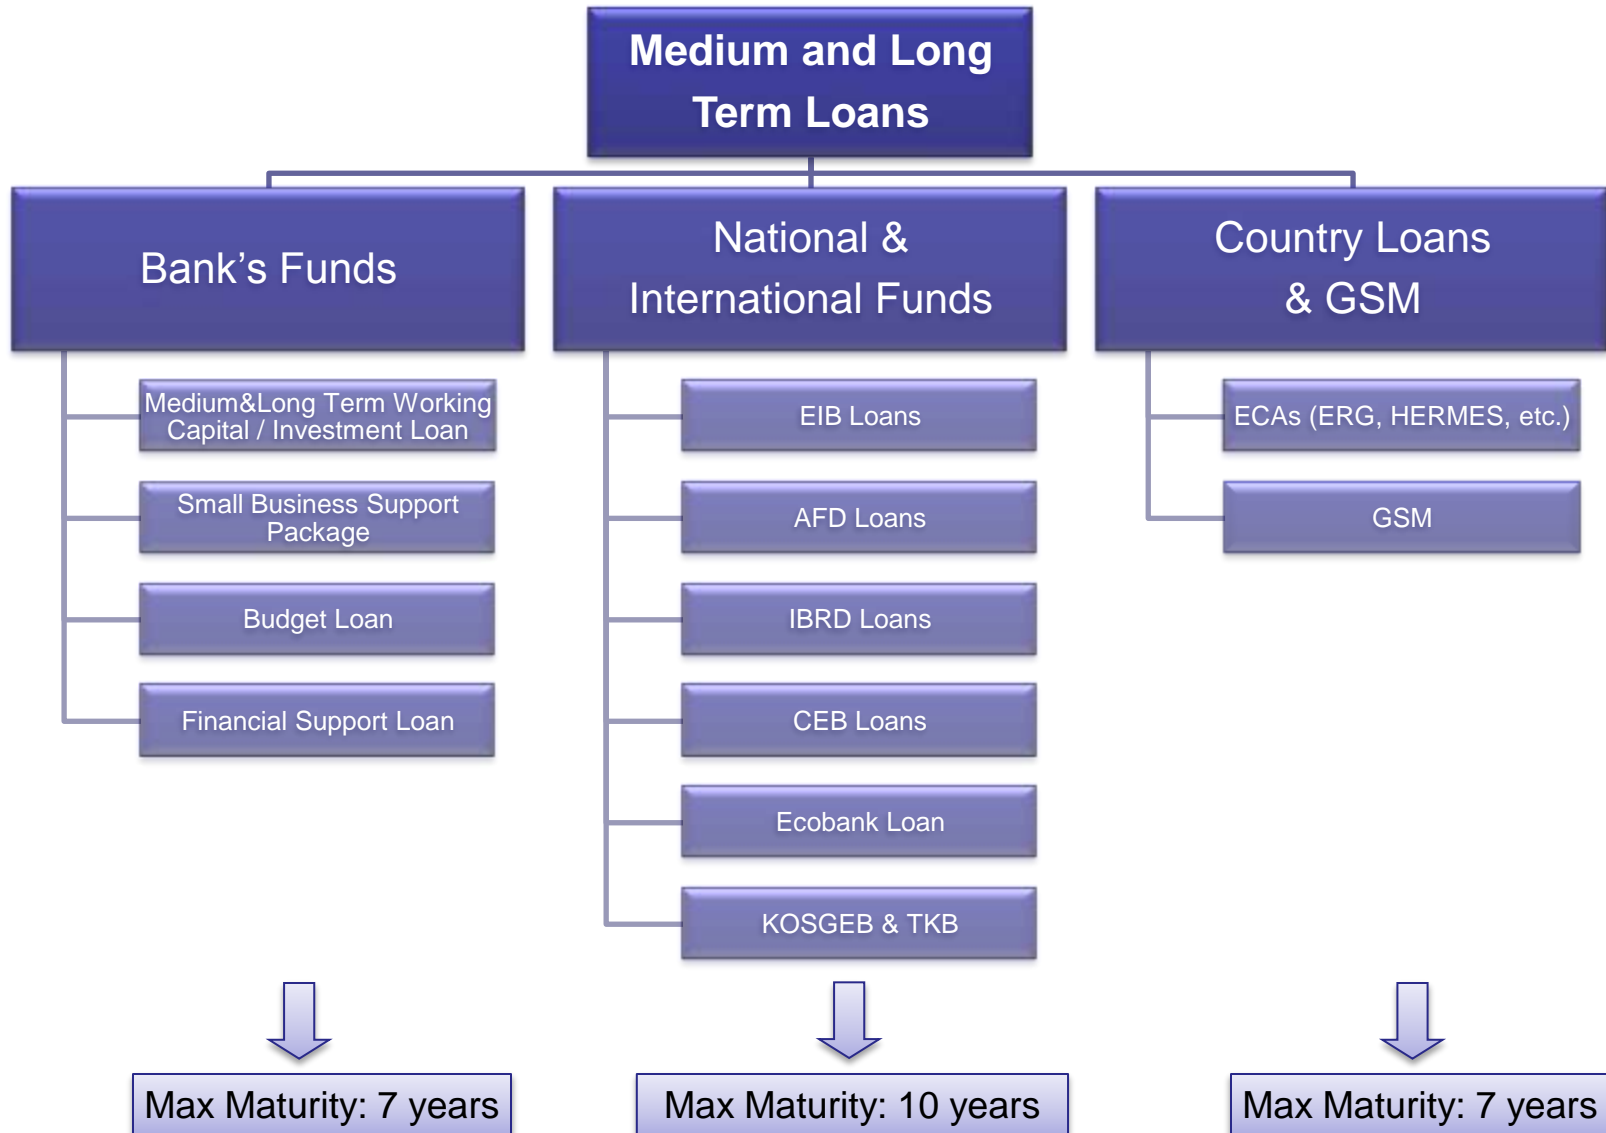 Medium and Long
Term Loans
Bank’s Funds
Medium&Long Term Working
Capital / Investment Loan
Small Business Support
Package
Budget Loan
Financial Support Loan
Max Maturity: 7 years
National &
International Funds
EIB Loans
AFD Loans
IBRD Loans
CEB Loans
Ecobank Loan
KOSGEB & TKB
Max Maturity: 10 years
Country Loans
& GSM
ECAs (ERG, HERMES, etc.)
GSM
Max Maturity: 7 years